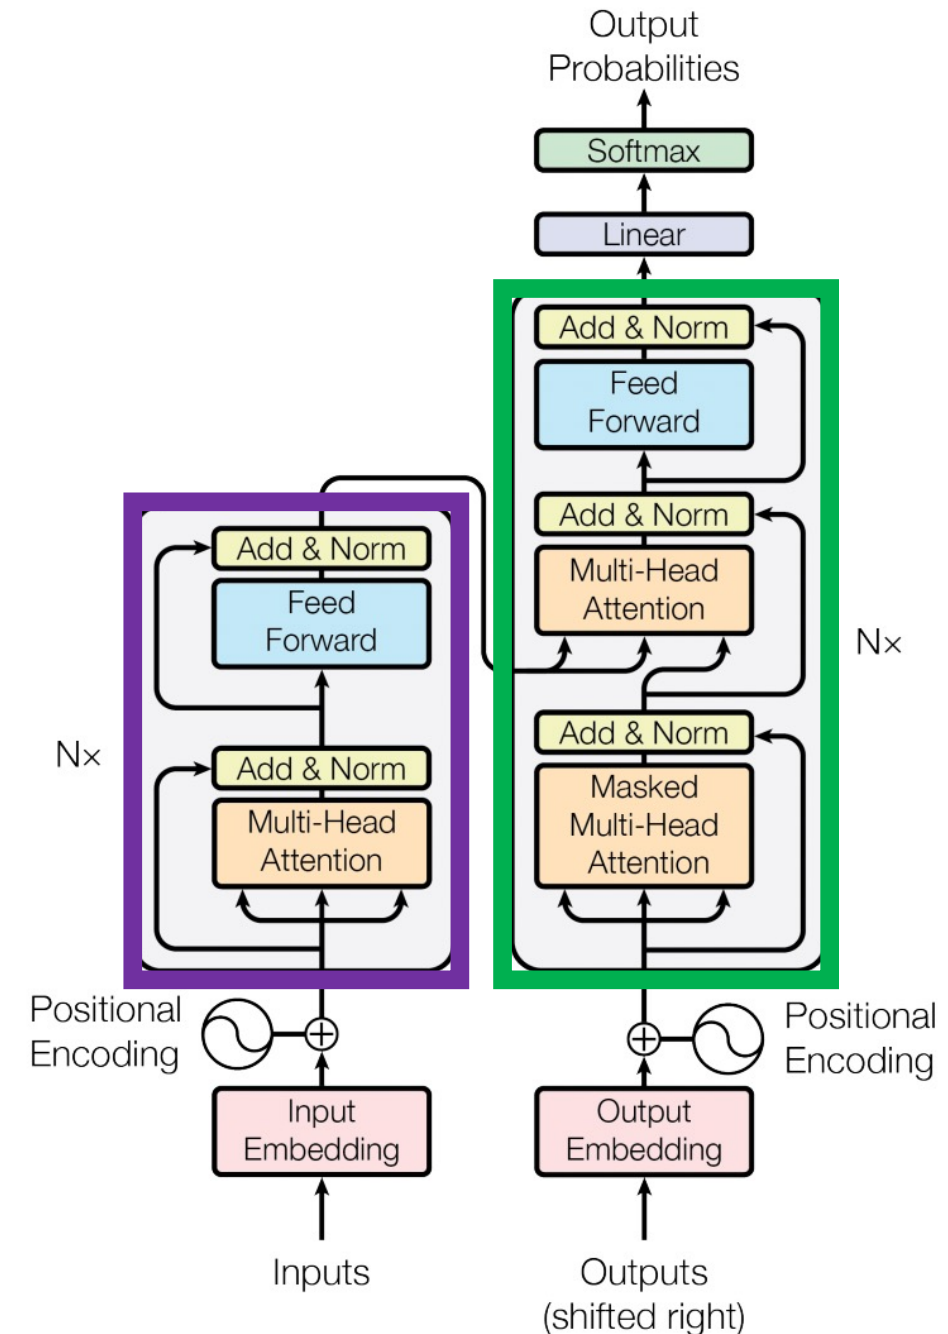 Output
Probabilities
Softmax
Linear
Add & Norm
Feed
Forward
Add & Norm
Multi-Head
Attention
Nx
Add & Norm
Masked
Multi-Head
Attention
Add & Norm
Feed
Forward
Nx
Add & Norm
Multi-Head
Attention
Positional
Encoding
Positional
Encoding
Input
Embedding
Output
Embedding
Inputs
Outputs
(shifted right)